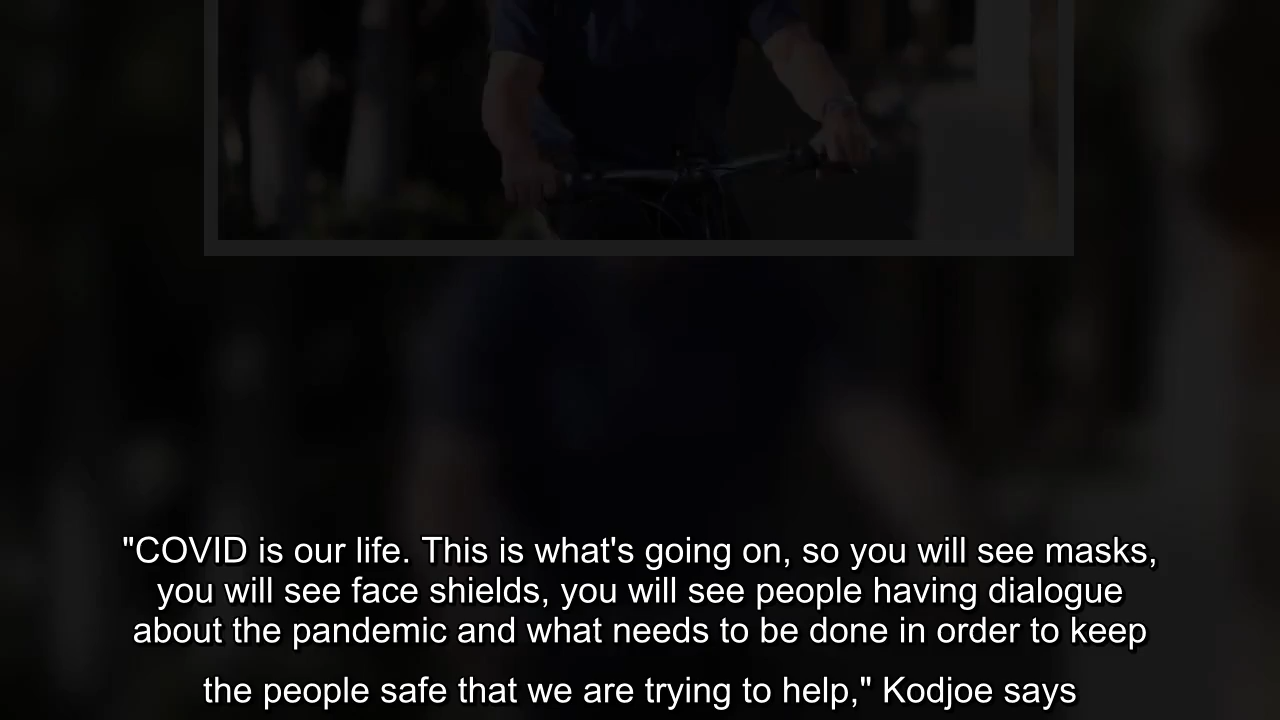 "COVID is our life. This is what's going on, so you will see masks,
you will see face shields, you will see people having dialogue
about the pandemic and what needs to be done in order to keep
the people safe that we are trying to help," Kodjoe says